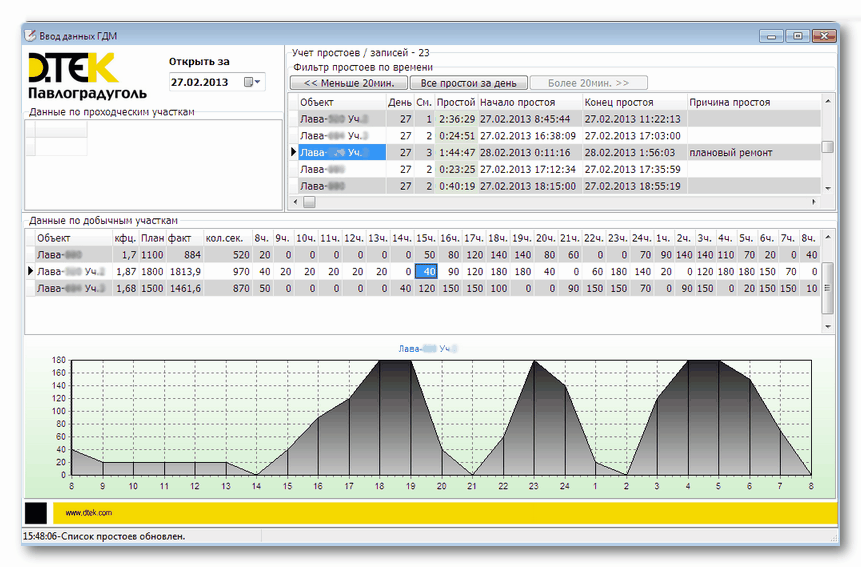 Ввод данных ГДМ
ДТЕК
Павлоградуголь
Открыть за
27.02.2013
Учет простоев / записей - 23
Фильтр простоев по времени
<< Меньше 20мин. Все простои за день Более 20мин. >>
Данные по проходческим участкам
Объект День См. Простой Начало простоя Конец простоя Причина простоя
Лава- Уч. 27 1 2:36:29 27.02.2013 8:45:44 27.02.2013 11:22:13
Лава- Уч. 27 2 0:24:51 27.02.2013 16:38:09 27.02.2013 17:03:00
Лава- Уч. 27 3 1:44:47 28.02.2013 0:11:16 28.02.2013 1:56:03 плановый ремонт
Лава- 27 2 0:23:25 27.02.2013 17:12:34 27.02.2013 17:35:59
Лава- 27 2 0:40:19 27.02.2013 18:15:00 27.02.2013 18:55:19
Данные по добычным участкам
Объект кфц. План факт кол.сек. 8ч. 9ч. 10ч. 11ч. 12ч. 13ч. 14ч. 15ч. 16ч. 17ч. 18ч. 19ч. 20ч. 21ч. 22ч. 23ч. 24ч. 1ч. 2ч. 3ч. 4ч. 5ч. 6ч. 7ч. 8ч.
Лава- 1,7 1100 884 520 20 0 0 0 0 0 0 50 80 120 140 140 80 60 0 0 70 90 140 140 110 70 20 0 40
Лава- Уч. 1,87 1800 1813,9 970 40 20 20 20 20 20 0 40 90 120 180 180 40 0 60 180 140 20 0 120 180 180 150 70 0
Лава- Уч. 1,68 1500 1461,6 870 50 0 0 0 0 0 40 120 150 150 100 0 0 90 150 150 70 0 90 150 0 20 150 150 10
Лава- Уч.
180
160
140
120
100
80
60
40
20
0
8 9 10 11 12 13 14 15 16 17 18 19 20 21 22 23 24 1 2 3 4 5 6 7 8
www.dtek.com
15:48:06-Список простоев обновлен.